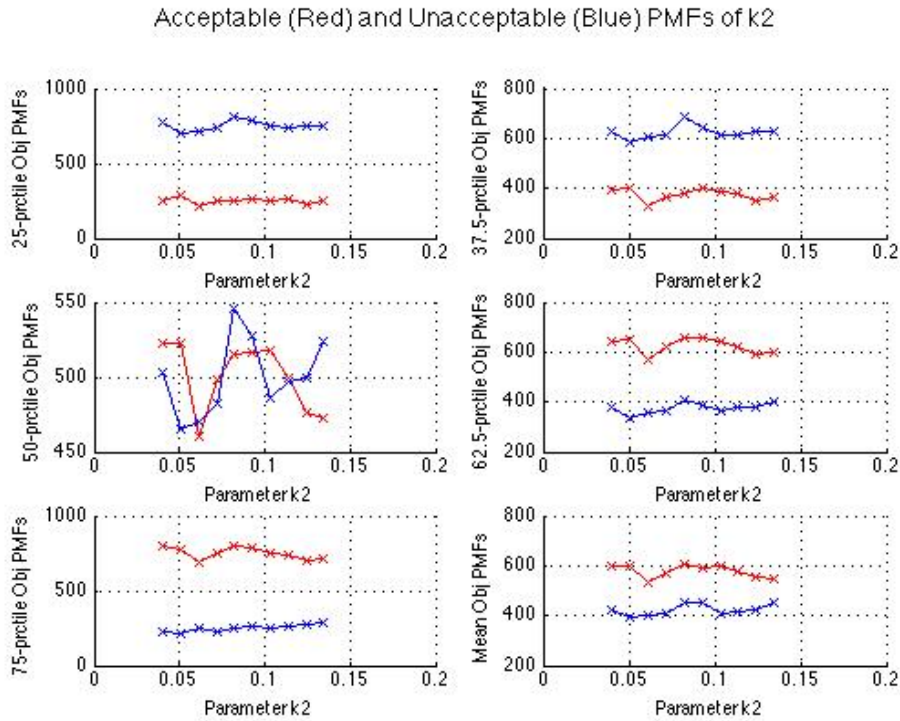 Acceptable (Red) and Unacceptable (Blue) PMFs of k2
25-prctile Obj PMFs
1000
500
0
0 0.05 0.1 0.15 0.2
Parameter k2
37.5-prctile Obj PMFs
800
600
400
200
0 0.05 0.1 0.15 0.2
Parameter k2
50-prctile Obj PMFs
550
500
450
0 0.05 0.1 0.15 0.2
Parameter k2
62.5-prctile Obj PMFs
800
600
400
200
0 0.05 0.1 0.15 0.2
Parameter k2
75-prctile Obj PMFs
1000
500
0
0 0.05 0.1 0.15 0.2
Parameter k2
Mean Obj PMFs
800
600
400
200
0 0.05 0.1 0.15 0.2
Parameter k2